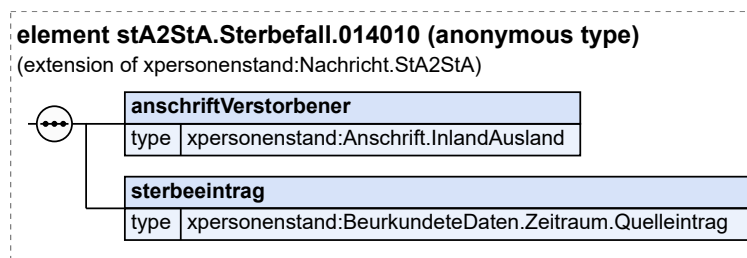 element stA2StA.Sterbefall.014010 (anonymous type)
(extension of xpersonenstand:Nachricht.StA2StA)
anschriftVerstorbener
type xpersonenstand:Anschrift.InlandAusland
sterbeeintrag
type xpersonenstand:BeurkundeteDaten.Zeitraum.Quelleintrag